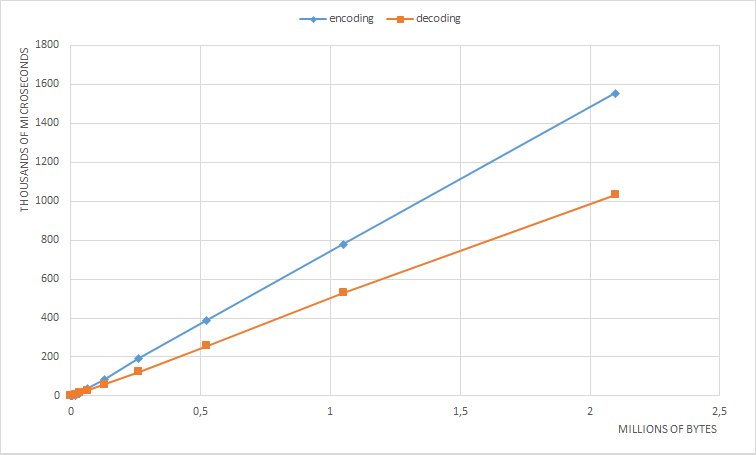 encoding decoding
THOUSANDS OF MICROSECONDS
1800
1600
1400
1200
1000
800
600
400
200
0
0 0,5 1 1,5 2 2,5
MILLIONS OF BYTES